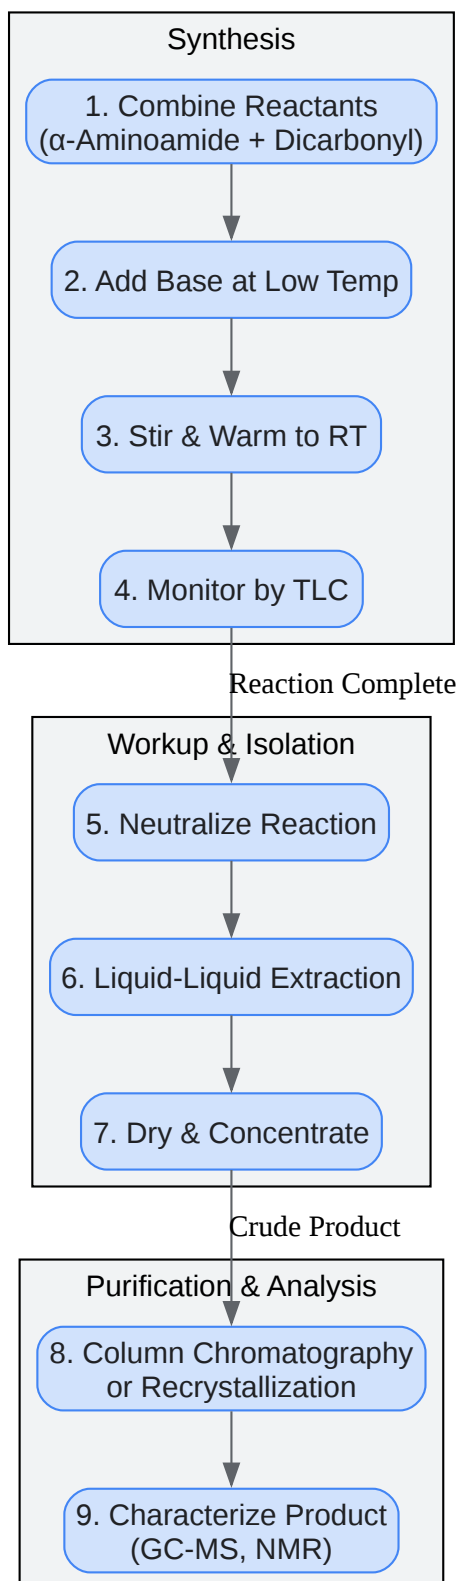 Synthesis
1. Combine Reactants
(α-Aminoamide + Dicarbonyl)
2. Add Base at Low Temp
3. Stir & Warm to RT
4. Monitor by TLC
Reaction Complete
Workup & Isolation
5. Neutralize Reaction
6. Liquid-Liquid Extraction
7. Dry & Concentrate
Crude Product
Purification & Analysis
8. Column Chromatography
or Recrystallization
9. Characterize Product
(GC-MS, NMR)